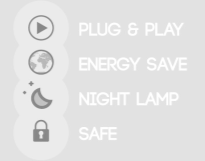 PLUG & PLAY
ENERGY SAVE
NIGHT LAMP
SAFE